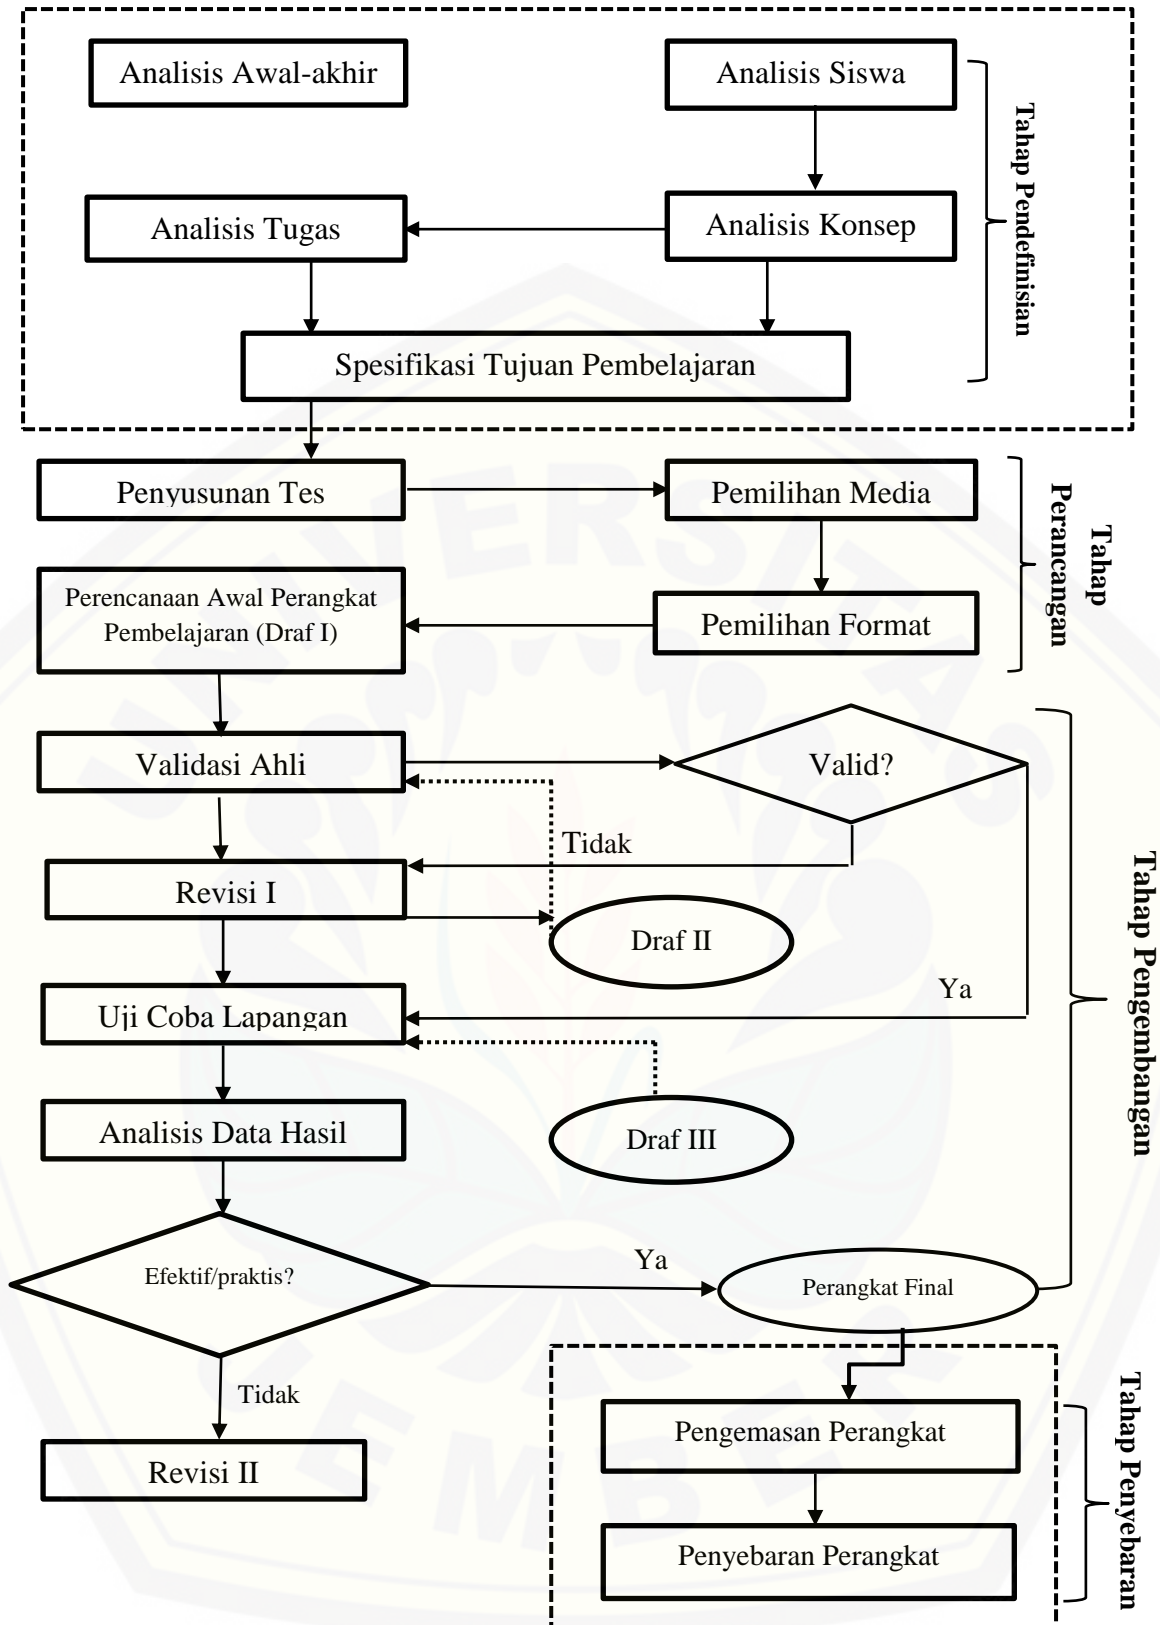 Analisis Awal-akhir
Analisis Siswa
Tahap Pendefinisian
Analisis Tugas
Analisis Konsep
Spesifikasi Tujuan Pembelajaran
Penyusunan Tes
Pemilihan Media
Tahap
Perancangan
Perencanaan Awal Perangkat
Pembelajaran (Draf I)
Pemilihan Format
Validasi Ahli
Valid?
Tidak
Revisi I
Draf II
Ya
Uji Coba Lapangan
Tahap Pengembangan
Analisis Data Hasil
Draf III
Efektif/praktis?
Ya
Perangkat Final
Tidak
Revisi II
Pengemasan Perangkat
Penyebaran Perangkat
Tahap Penyebaran
UNIVERSITAS
JEMBER